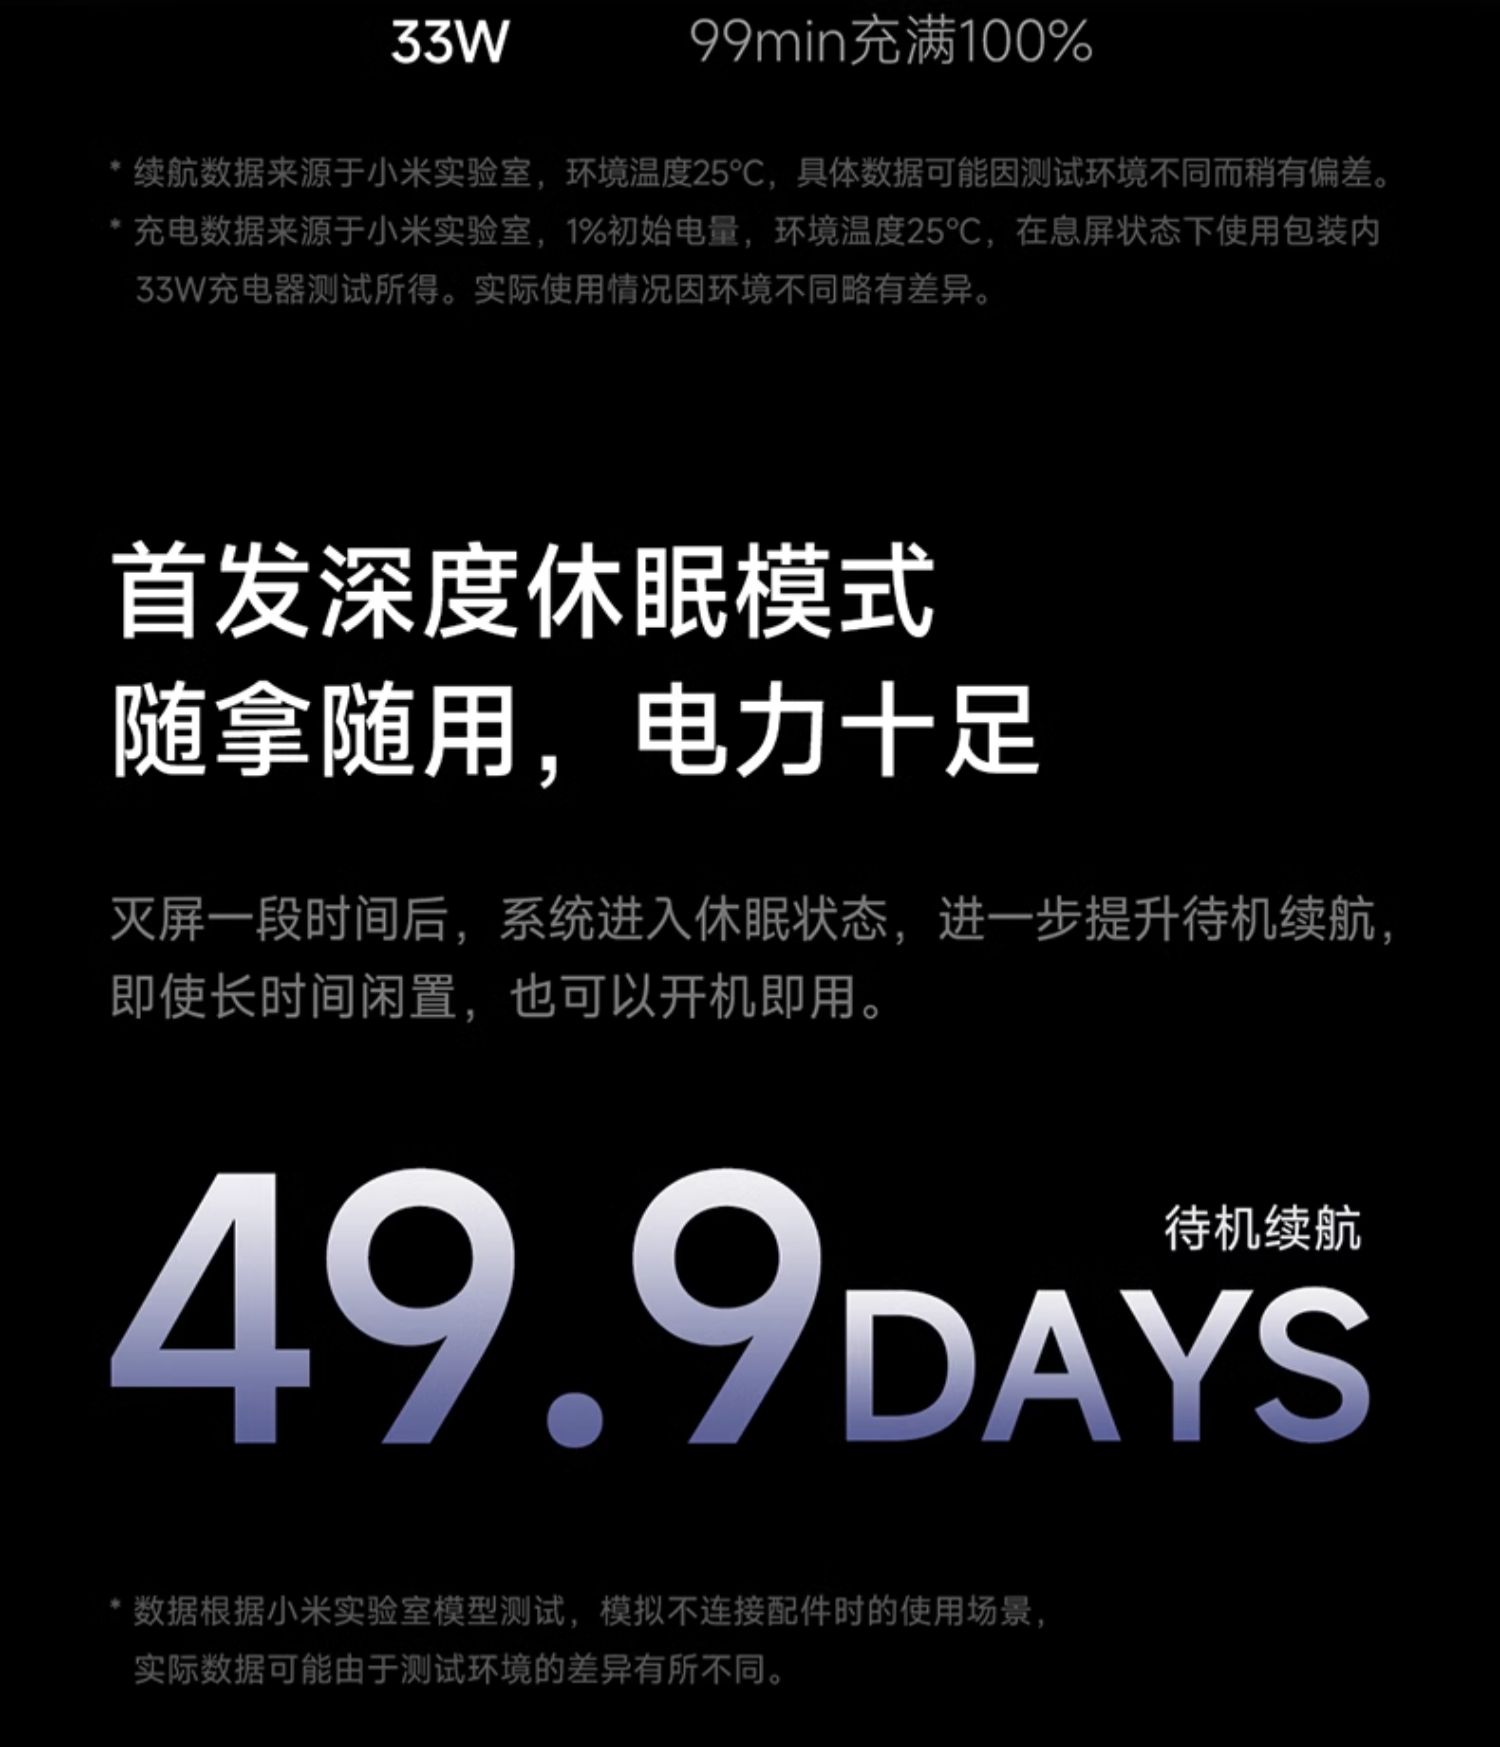 33W 99min充满100%
* 续航数据来源于小米实验室，环境温度25°C，具体数据可能因测试环境不同而稍有偏差。
* 充电数据来源于小米实验室，1%初始电量，环境温度25°C，在息屏状态下使用包装内
33W充电器测试所得。实际使用情况因环境不同略有差异。
首发深度休眠模式
随拿随用，电力十足
灭屏一段时间后，系统进入休眠状态，进一步提升待机续航，
即使长时间闲置，也可以开机即用。
待机续航
49.9DAYS
* 数据根据小米实验室模型测试，模拟不连接配件时的使用场景，
实际数据可能由于测试环境的差异有所不同。